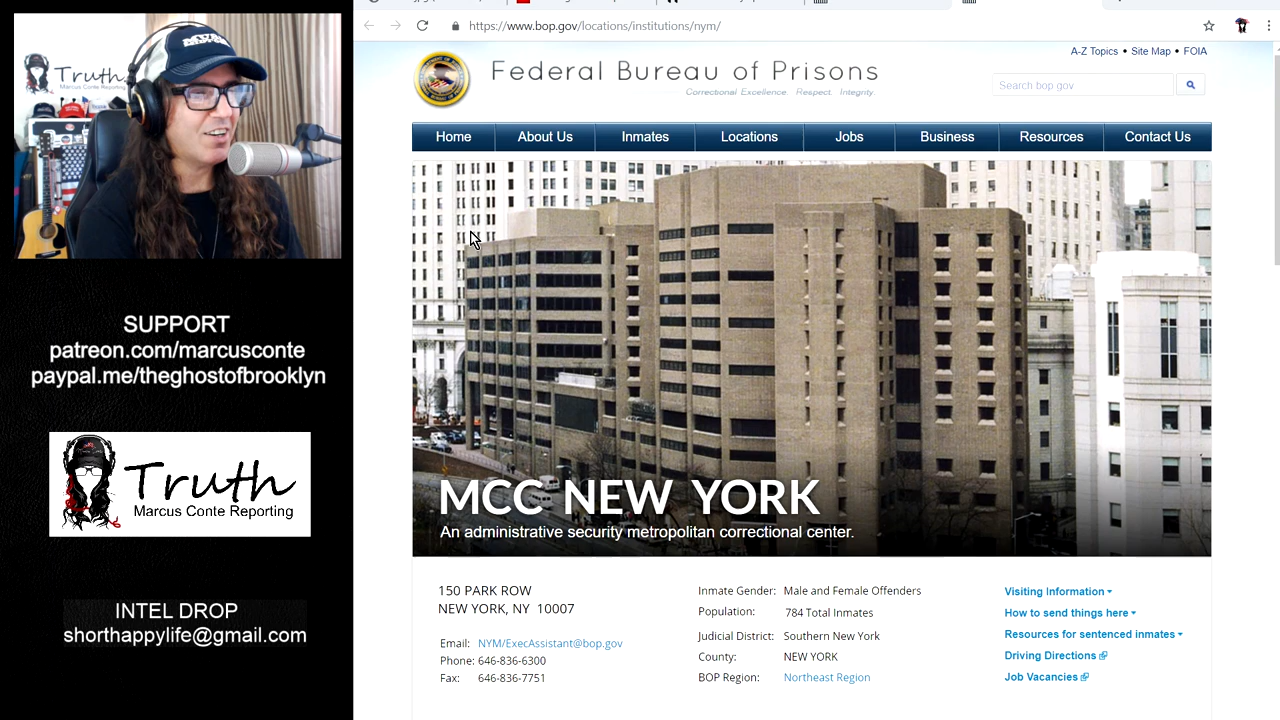 Truth
Marcus Conte Reporting
SUPPORT
patreon.com/marcusconte
paypal.me/theghostofbrooklyn
Truth
Marcus Conte Reporting
INTEL DROP
shorthappylife@gmail.com
https://www.bop.gov/locations/institutions/nym/
A-Z Topics • Site Map • FOIA
Federal Bureau of Prisons
Correctional Excellence. Respect. Integrity.
Search bop gov
Home About Us Inmates Locations Jobs Business Resources Contact Us
MCC NEW YORK
An administrative security metropolitan correctional center.
150 PARK ROW
NEW YORK, NY 10007
Email: NYM/ExecAssistant@bop.gov
Phone: 646-836-6300
Fax: 646-836-7751
Inmate Gender: Male and Female Offenders
Population: 784 Total Inmates
Judicial District: Southern New York
County: NEW YORK
BOP Region: Northeast Region
Visiting Information
How to send things here
Resources for sentenced inmates
Driving Directions
Job Vacancies